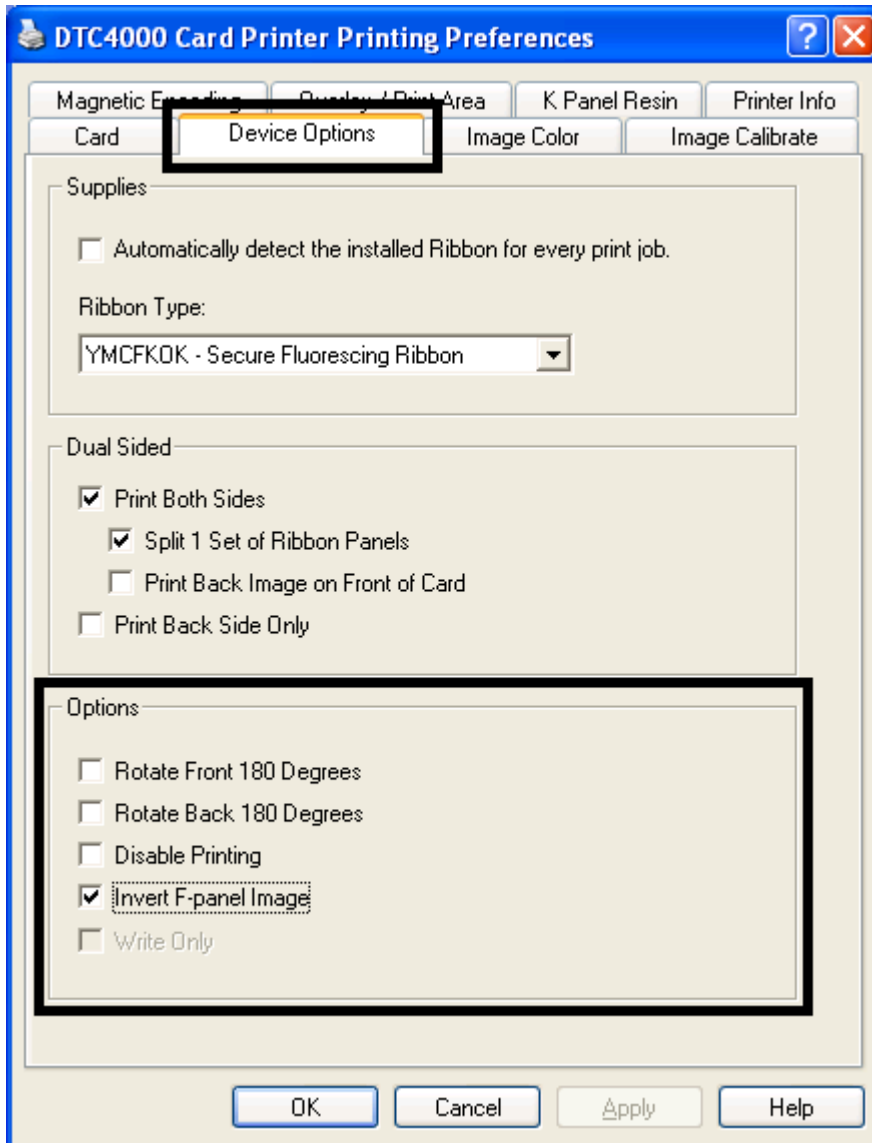 DTC4000 Card Printer Printing Preferences
Magnetic Encoding Overlay / Print Area K Panel Resin Printer Info
Card Device Options Image Color Image Calibrate
Supplies
Automatically detect the installed Ribbon for every print job.
Ribbon Type:
YMCFKOK - Secure Fluorescing Ribbon
Dual Sided
Print Both Sides
Split 1 Set of Ribbon Panels
Print Back Image on Front of Card
Print Back Side Only
Options
Rotate Front 180 Degrees
Rotate Back 180 Degrees
Disable Printing
Invert F-panel Image
Write Only
OK Cancel Apply Help